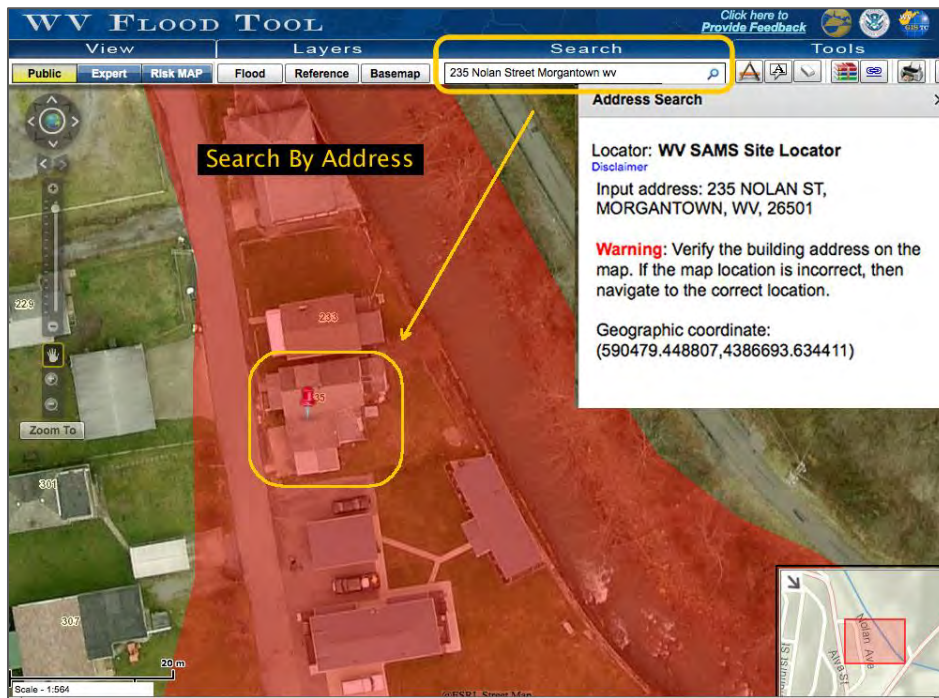 WV FLOOD TOOL
Click here to
Provide Feedback
View
Layers
Search
Tools
Public
Expert
Risk MAP
Flood
Reference
Basemap
235 Nolan Street Morgantown wv
Address Search
Search By Address
Locator: WV SAMS Site Locator
Disclaimer
Input address: 235 NOLAN ST,
MORGANTOWN, WV, 26501
Warning: Verify the building address on the
map. If the map location is incorrect, then
navigate to the correct location.
Geographic coordinate:
(590479.448807,4386693.634411)
229
233
35
Zoom To
301
307
20 m
Scale - 1:564
Nolan Ave
Alva St